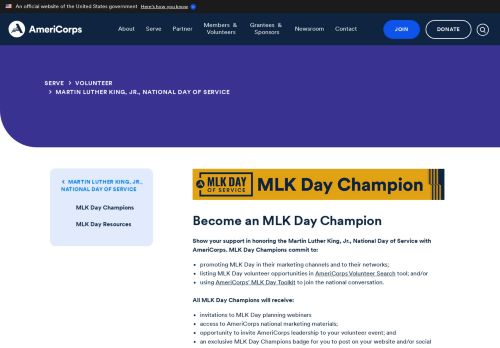 An official website of the United States government Here's how you know
AmeriCorps
About Serve Partner Members & Volunteers Grantees & Sponsors Newsroom Contact JOIN DONATE
SERVE > VOLUNTEER
> MARTIN LUTHER KING, JR., NATIONAL DAY OF SERVICE
< MARTIN LUTHER KING, JR.,
NATIONAL DAY OF SERVICE
MLK Day Champions
MLK Day Resources
MLK DAY
OF SERVICE
MLK Day Champion
Become an MLK Day Champion
Show your support in honoring the Martin Luther King, Jr., National Day of Service with
AmeriCorps. MLK Day Champions commit to:
• promoting MLK Day in their marketing channels and to their networks;
• listing MLK Day volunteer opportunities in AmeriCorps Volunteer Search tool; and/or
• using AmeriCorps' MLK Day Toolkit to join the national conversation.
All MLK Day Champions will receive:
• invitations to MLK Day planning webinars
• access to AmeriCorps national marketing materials;
• opportunity to invite AmeriCorps leadership to your volunteer event; and
• an exclusive MLK Day Champions badge for you to post on your website and/or social